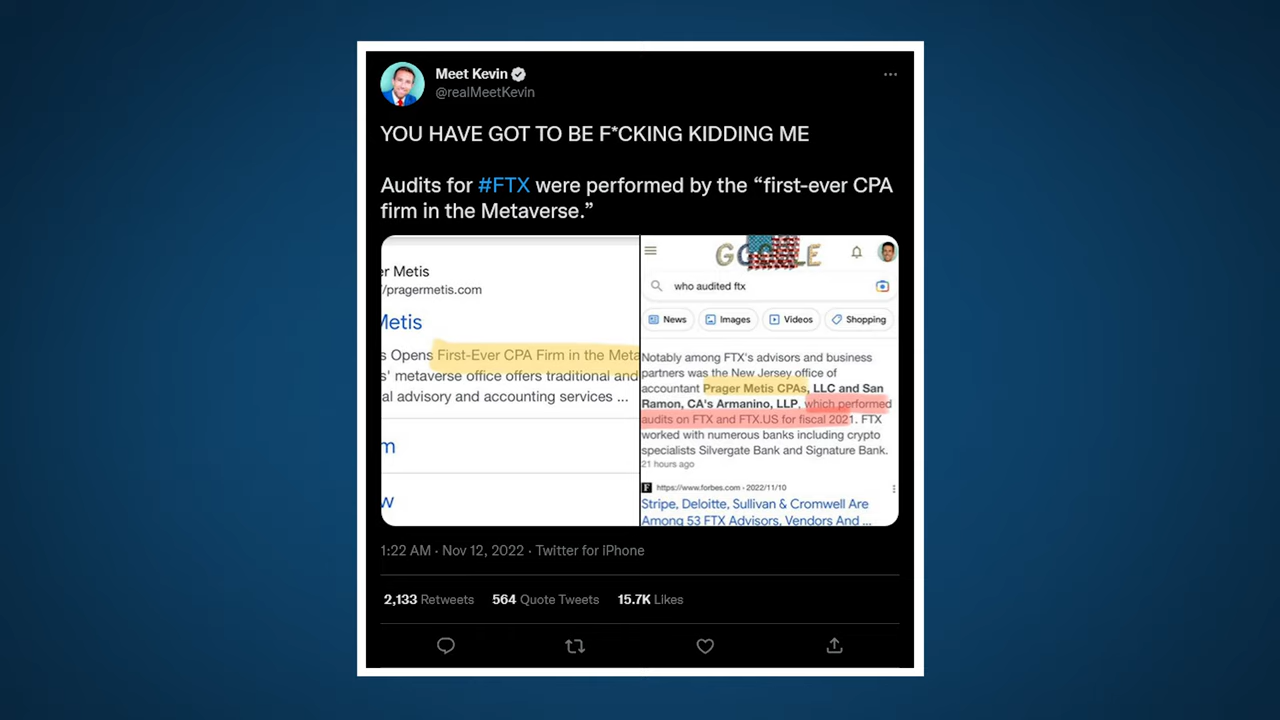 Meet Kevin
@realMeetKevin
YOU HAVE GOT TO BE F*CKING KIDDING ME
Audits for #FTX were performed by the “first-ever CPA
firm in the Metaverse.”
er Metis
//pragermetis.com
Metis
s Opens First-Ever CPA Firm in the Meta
s' metaverse office offers traditional and
al advisory and accounting services ...
m
w
GOOGLE
who audited ftx
News Images Videos Shopping
Notably among FTX's advisors and business
partners was the New Jersey office of
accountant Prager Metis CPAs, LLC and San
Ramon, CA's Armanino, LLP, which performed
audits on FTX and FTX.US for fiscal 2021. FTX
worked with numerous banks including crypto
specialists Silvergate Bank and Signature Bank.
21 hours ago
F https://www.forbes.com › 2022/11/10
Stripe, Deloitte, Sullivan & Cromwell Are
Among 53 FTX Advisors, Vendors And ...
1:22 AM · Nov 12, 2022 · Twitter for iPhone
2,133 Retweets 564 Quote Tweets 15.7K Likes